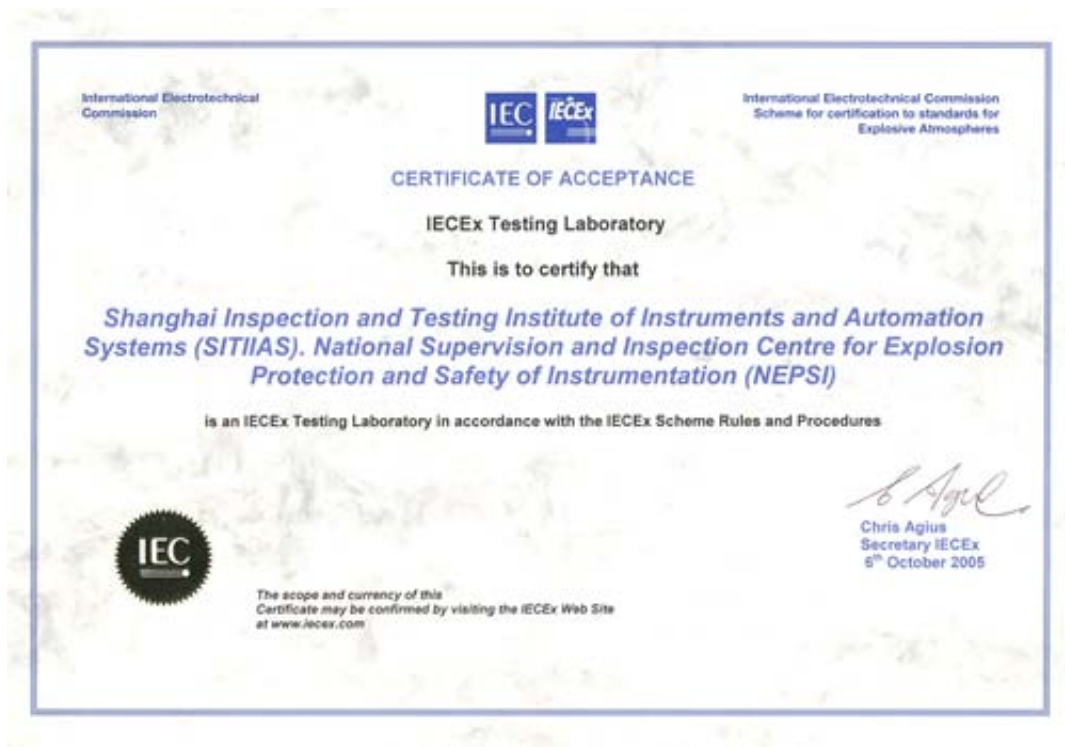 International Electrotechnical
Commission
IEC
IECEx
International Electrotechnical Commission
Scheme for certification to standards for
Explosive Atmospheres
CERTIFICATE OF ACCEPTANCE
IECEx Testing Laboratory
This is to certify that
Shanghai Inspection and Testing Institute of Instruments and Automation
Systems (SITIIAS). National Supervision and Inspection Centre for Explosion
Protection and Safety of Instrumentation (NEPSI)
is an IECEx Testing Laboratory in accordance with the IECEx Scheme Rules and Procedures
Chris Agius
Secretary IECEx
6th October 2005
IEC
The scope and currency of this
Certificate may be confirmed by visiting the IECEx Web Site
at www.iecex.com